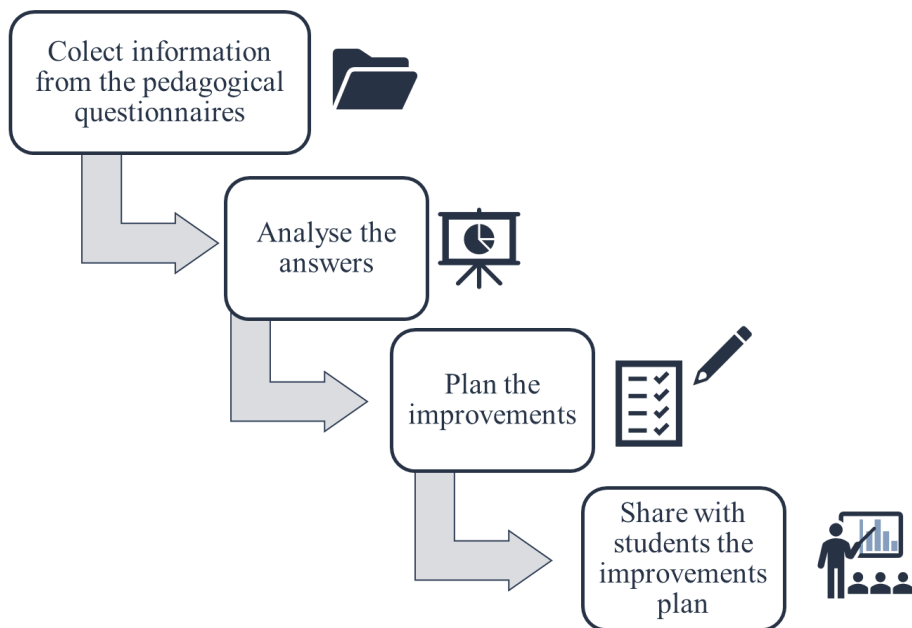 Colect information
from the pedagogical
questionnaires
Analyse the
answers
Plan the
improvements
Share with
students the
improvements
plan